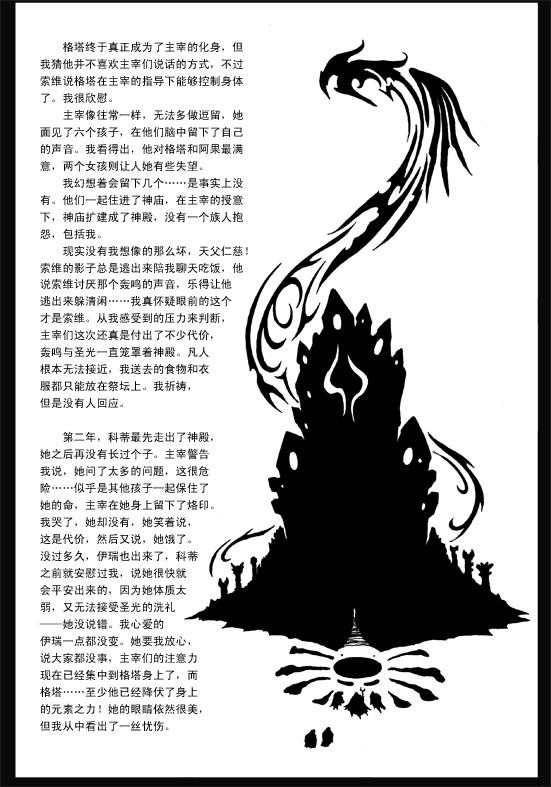 格塔终于真正成为了主宰的化身，但
我猜他并不喜欢主宰们说话的方式，不过
索维说格塔在主宰的指导下能够控制身体
了。我很欣慰。
主宰像往常一样，无法多做逗留，她
面见了六个孩子，在他们脑中留下了自己
的声音。我看得出，他对格塔和阿果最满
意，两个女孩则让人她有些失望。
我幻想着会留下几个……是事实上没
有。他们一起住进了神庙，在主宰的授意
下，神庙扩建成了神殿，没有一个族人抱
怨，包括我。
现实没有我想像的那么坏，天父仁慈！
索维的影子总是逃出来陪我聊天吃饭，他
说索维讨厌那个轰鸣的声音，乐得让他
逃出来躲清闲……我真怀疑眼前的这个
才是索维。从我感受到的压力来判断，
主宰们这次还真是付出了不少代价，
轰鸣与圣光一直笼罩着神殿。凡人
根本无法接近，我送去的食物和衣
服都只能放在祭坛上。我祈祷，
但是没有人回应。
第二年，科蒂最先走出了神殿，
她之后再没有长过个子。主宰警告
我说，她问了太多的问题，这很危
险……似乎是其他孩子一起保住了
她的命，主宰在她身上留下了烙印。
我哭了，她却没有，她笑着说，
这是代价，然后又说，她饿了。
没过多久，伊瑞也出来了，科蒂
之前就安慰过我，说她很快就
会平安出来的，因为她体质太
弱，又无法接受圣光的洗礼
——她没说错。我心爱的
伊瑞一点都没变。她要我放心，
说大家都没事，主宰们的注意力
现在已经集中到格塔身上了，而
格塔……至少他已经降伏了身上
的元素之力！她的眼睛依然很美，
但我从中看出了一丝忧伤。